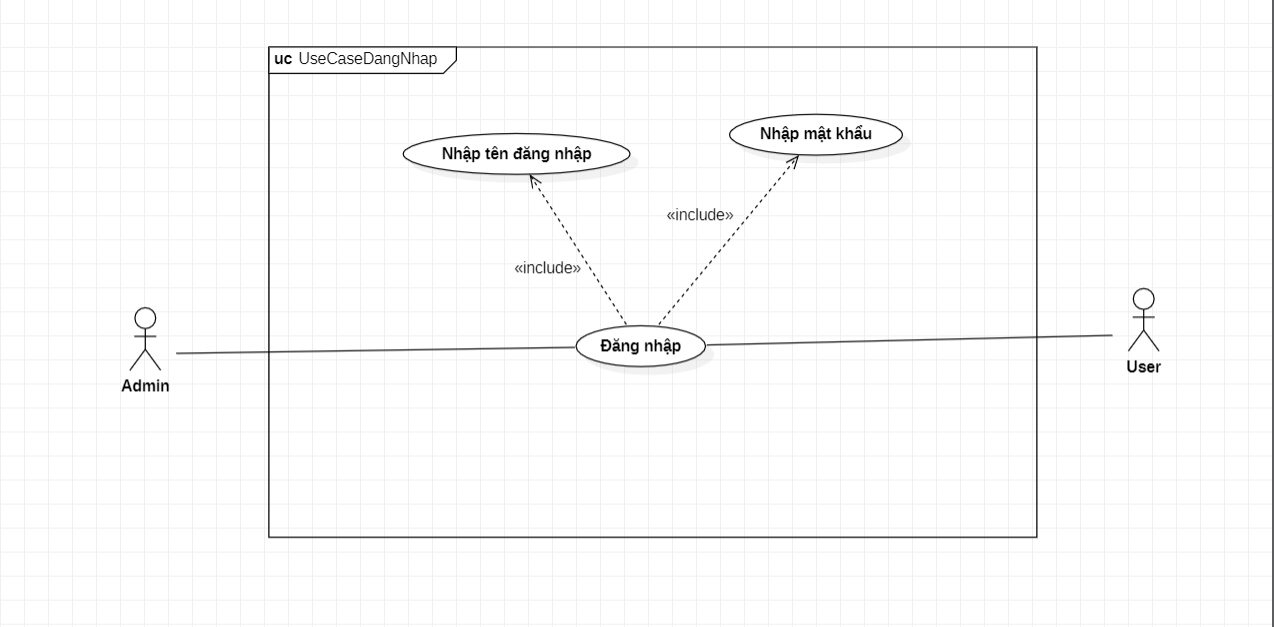 uc UseCaseDangNhap
Nhập mật khẩu
Nhập tên đăng nhập
«include»
«include»
Đăng nhập
Admin
User